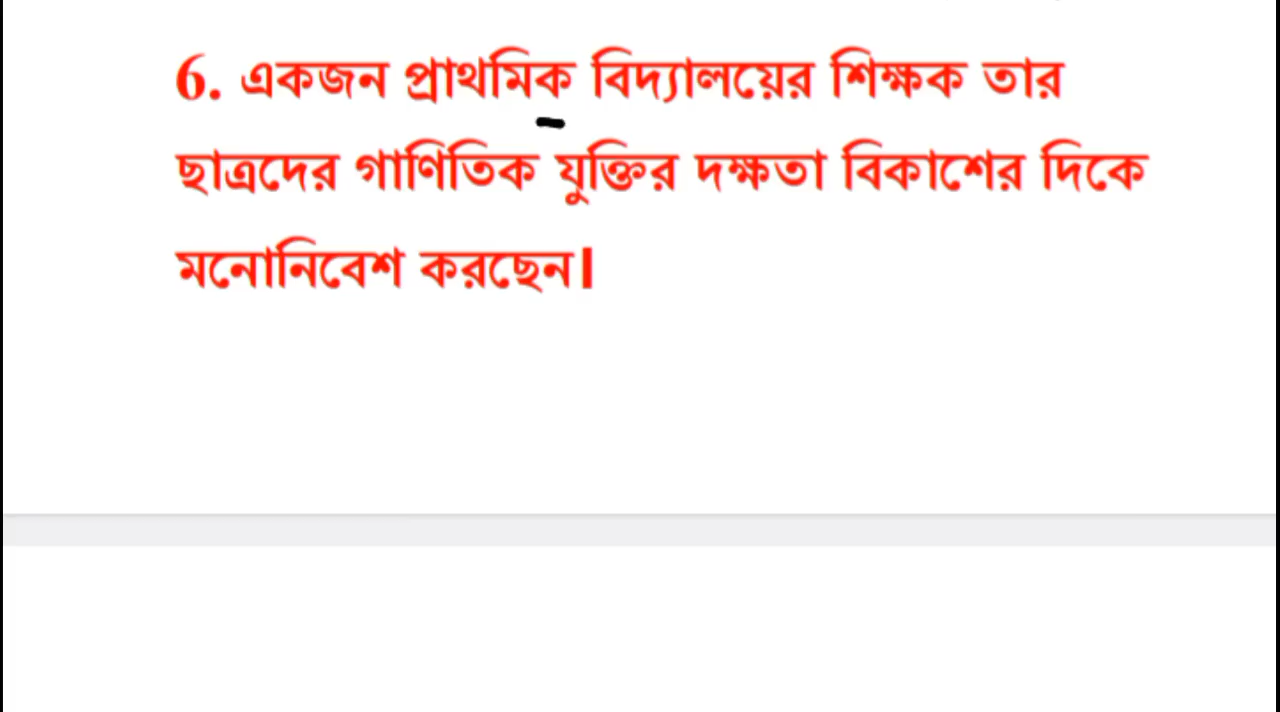 6. একজন প্রাথমিক বিদ্যালয়ের শিক্ষক তার
ছাত্রদের গাণিতিক যুক্তির দক্ষতা বিকাশের দিকে
মনোনিবেশ করছেন।